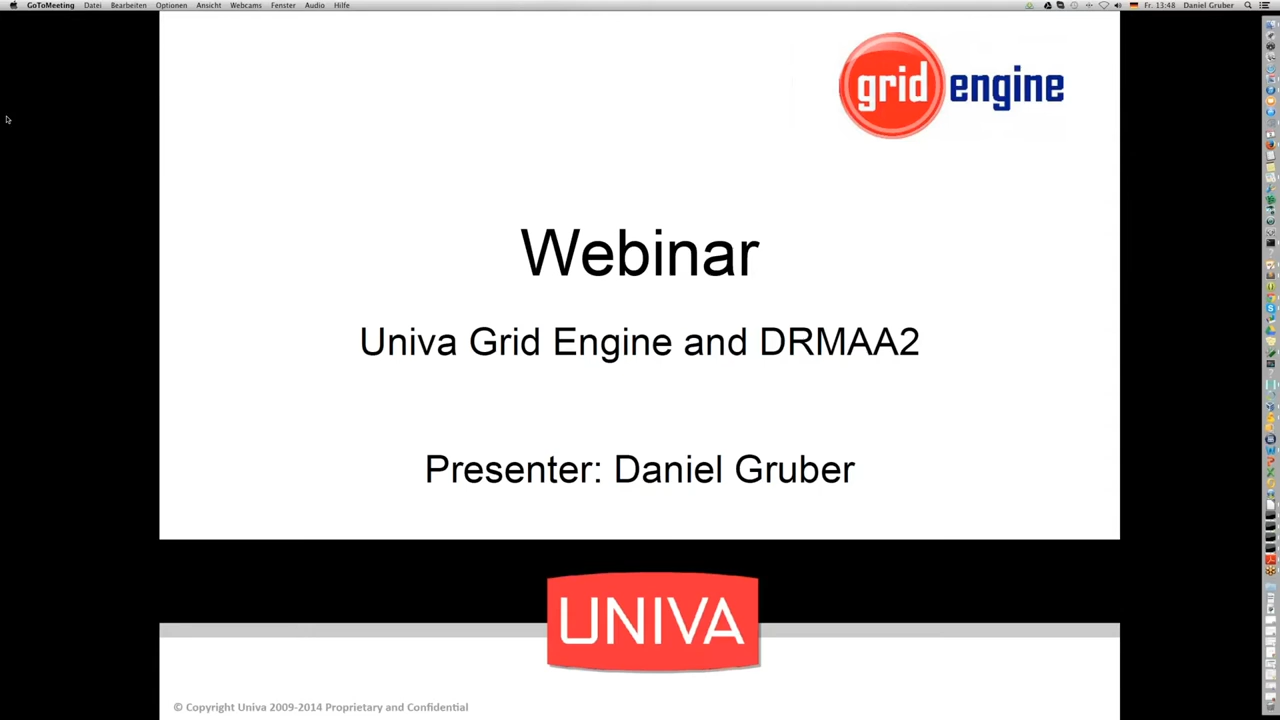 GoToMeeting Datei Bearbeiten Optionen Ansicht Webcams Fenster Audio Hilfe Fr. 13:48 Daniel Gruber
grid engine
Webinar
Univa Grid Engine and DRMAA2
Presenter: Daniel Gruber
UNIVA
© Copyright Univa 2009-2014 Proprietary and Confidential